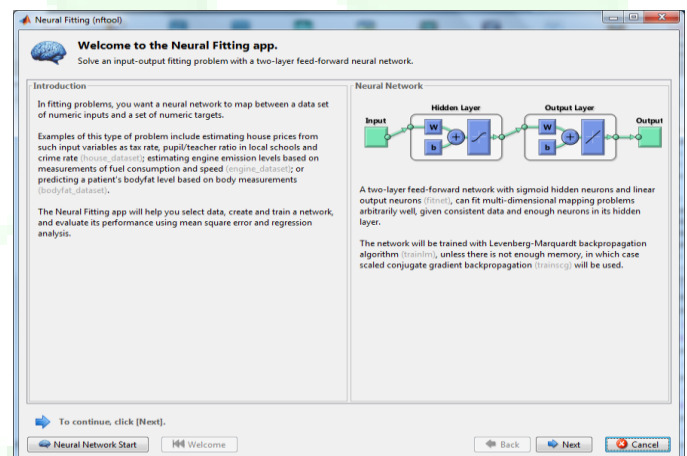 Neural Fitting (nftool)
Welcome to the Neural Fitting app.
Solve an input-output fitting problem with a two-layer feed-forward neural network.
Introduction
In fitting problems, you want a neural network to map between a data set
of numeric inputs and a set of numeric targets.
Examples of this type of problem include estimating house prices from
such input variables as tax rate, pupil/teacher ratio in local schools and
crime rate (house_dataset); estimating engine emission levels based on
measurements of fuel consumption and speed (engine_dataset); or
predicting a patient's bodyfat level based on body measurements
(bodyfat_dataset).
The Neural Fitting app will help you select data, create and train a network,
and evaluate its performance using mean square error and regression
analysis.
Neural Network
Hidden Layer
Output Layer
Input
Output
W
b
+
W
b
+
A two-layer feed-forward network with sigmoid hidden neurons and linear
output neurons (fitnet), can fit multi-dimensional mapping problems
arbitrarily well, given consistent data and enough neurons in its hidden
layer.
The network will be trained with Levenberg-Marquardt backpropagation
algorithm (trainlm), unless there is not enough memory, in which case
scaled conjugate gradient backpropagation (trainscg) will be used.
To continue, click [Next].
Neural Network Start
Welcome
Back
Next
Cancel